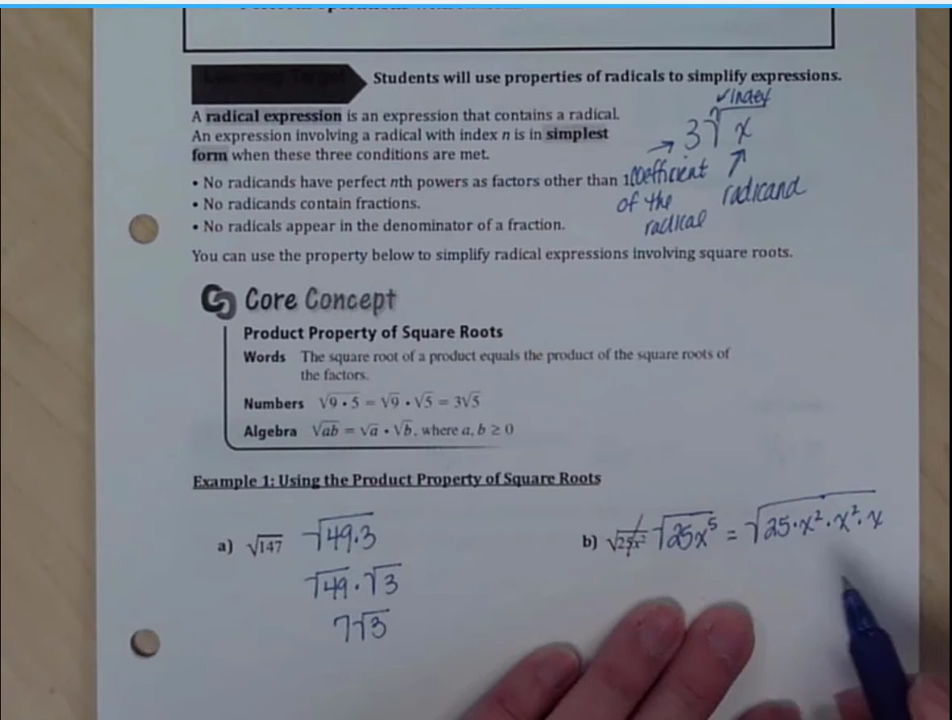 Students will use properties of radicals to simplify expressions.
✓index
3√x
A radical expression is an expression that contains a radical.
An expression involving a radical with index n is in simplest
form when these three conditions are met.
coefficient
of the
radical
radicand
• No radicands have perfect nth powers as factors other than 1.
• No radicands contain fractions.
• No radicals appear in the denominator of a fraction.
You can use the property below to simplify radical expressions involving square roots.
Core Concept
Product Property of Square Roots
Words The square root of a product equals the product of the square roots of
the factors.
Numbers √9 • 5 = √9 • √5 = 3√5
Algebra √ab = √a • √b, where a, b ≥ 0
Example 1: Using the Product Property of Square Roots
a) √147 √49·3
√49 · √3
7√3
b) √25x⁵ = √25·x²·x²·x